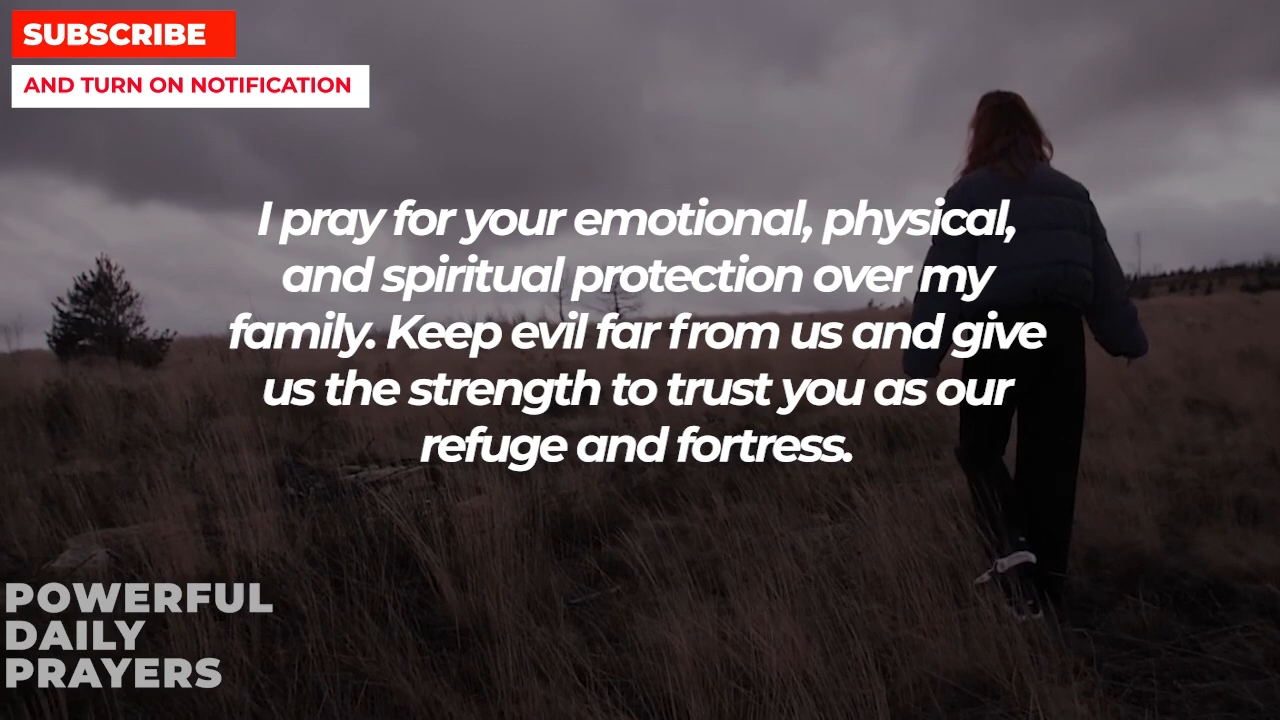 SUBSCRIBE
AND TURN ON NOTIFICATION
I pray for your emotional, physical,
and spiritual protection over my
family. Keep evil far from us and give
us the strength to trust you as our
refuge and fortress.
POWERFUL
DAILY
PRAYERS